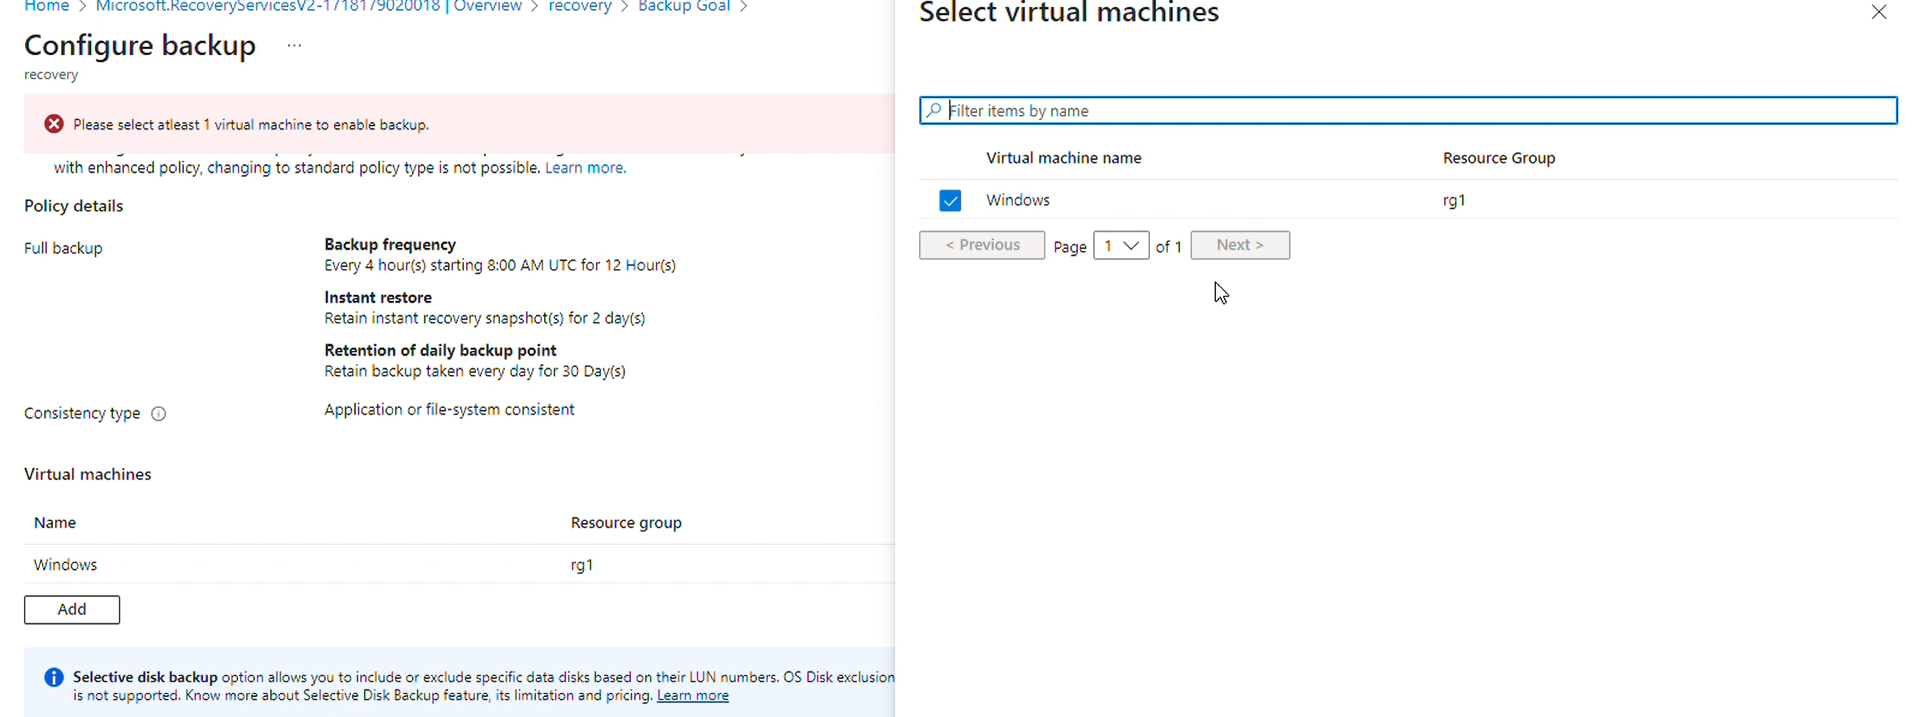 Home > Microsoft.RecoveryServicesV2-1718179020018 | Overview > recovery > Backup Goal >
Configure backup ...
recovery
Please select atleast 1 virtual machine to enable backup.
with enhanced policy, changing to standard policy type is not possible. Learn more.
Policy details
Full backup
Backup frequency
Every 4 hour(s) starting 8:00 AM UTC for 12 Hour(s)
Instant restore
Retain instant recovery snapshot(s) for 2 day(s)
Retention of daily backup point
Retain backup taken every day for 30 Day(s)
Consistency type
Application or file-system consistent
Virtual machines
Name Resource group
Windows rg1
Add
Selective disk backup option allows you to include or exclude specific data disks based on their LUN numbers. OS Disk exclusion
is not supported. Know more about Selective Disk Backup feature, its limitation and pricing. Learn more
Select virtual machines
Filter items by name
Virtual machine name Resource Group
Windows rg1
< Previous Page 1 of 1 Next >